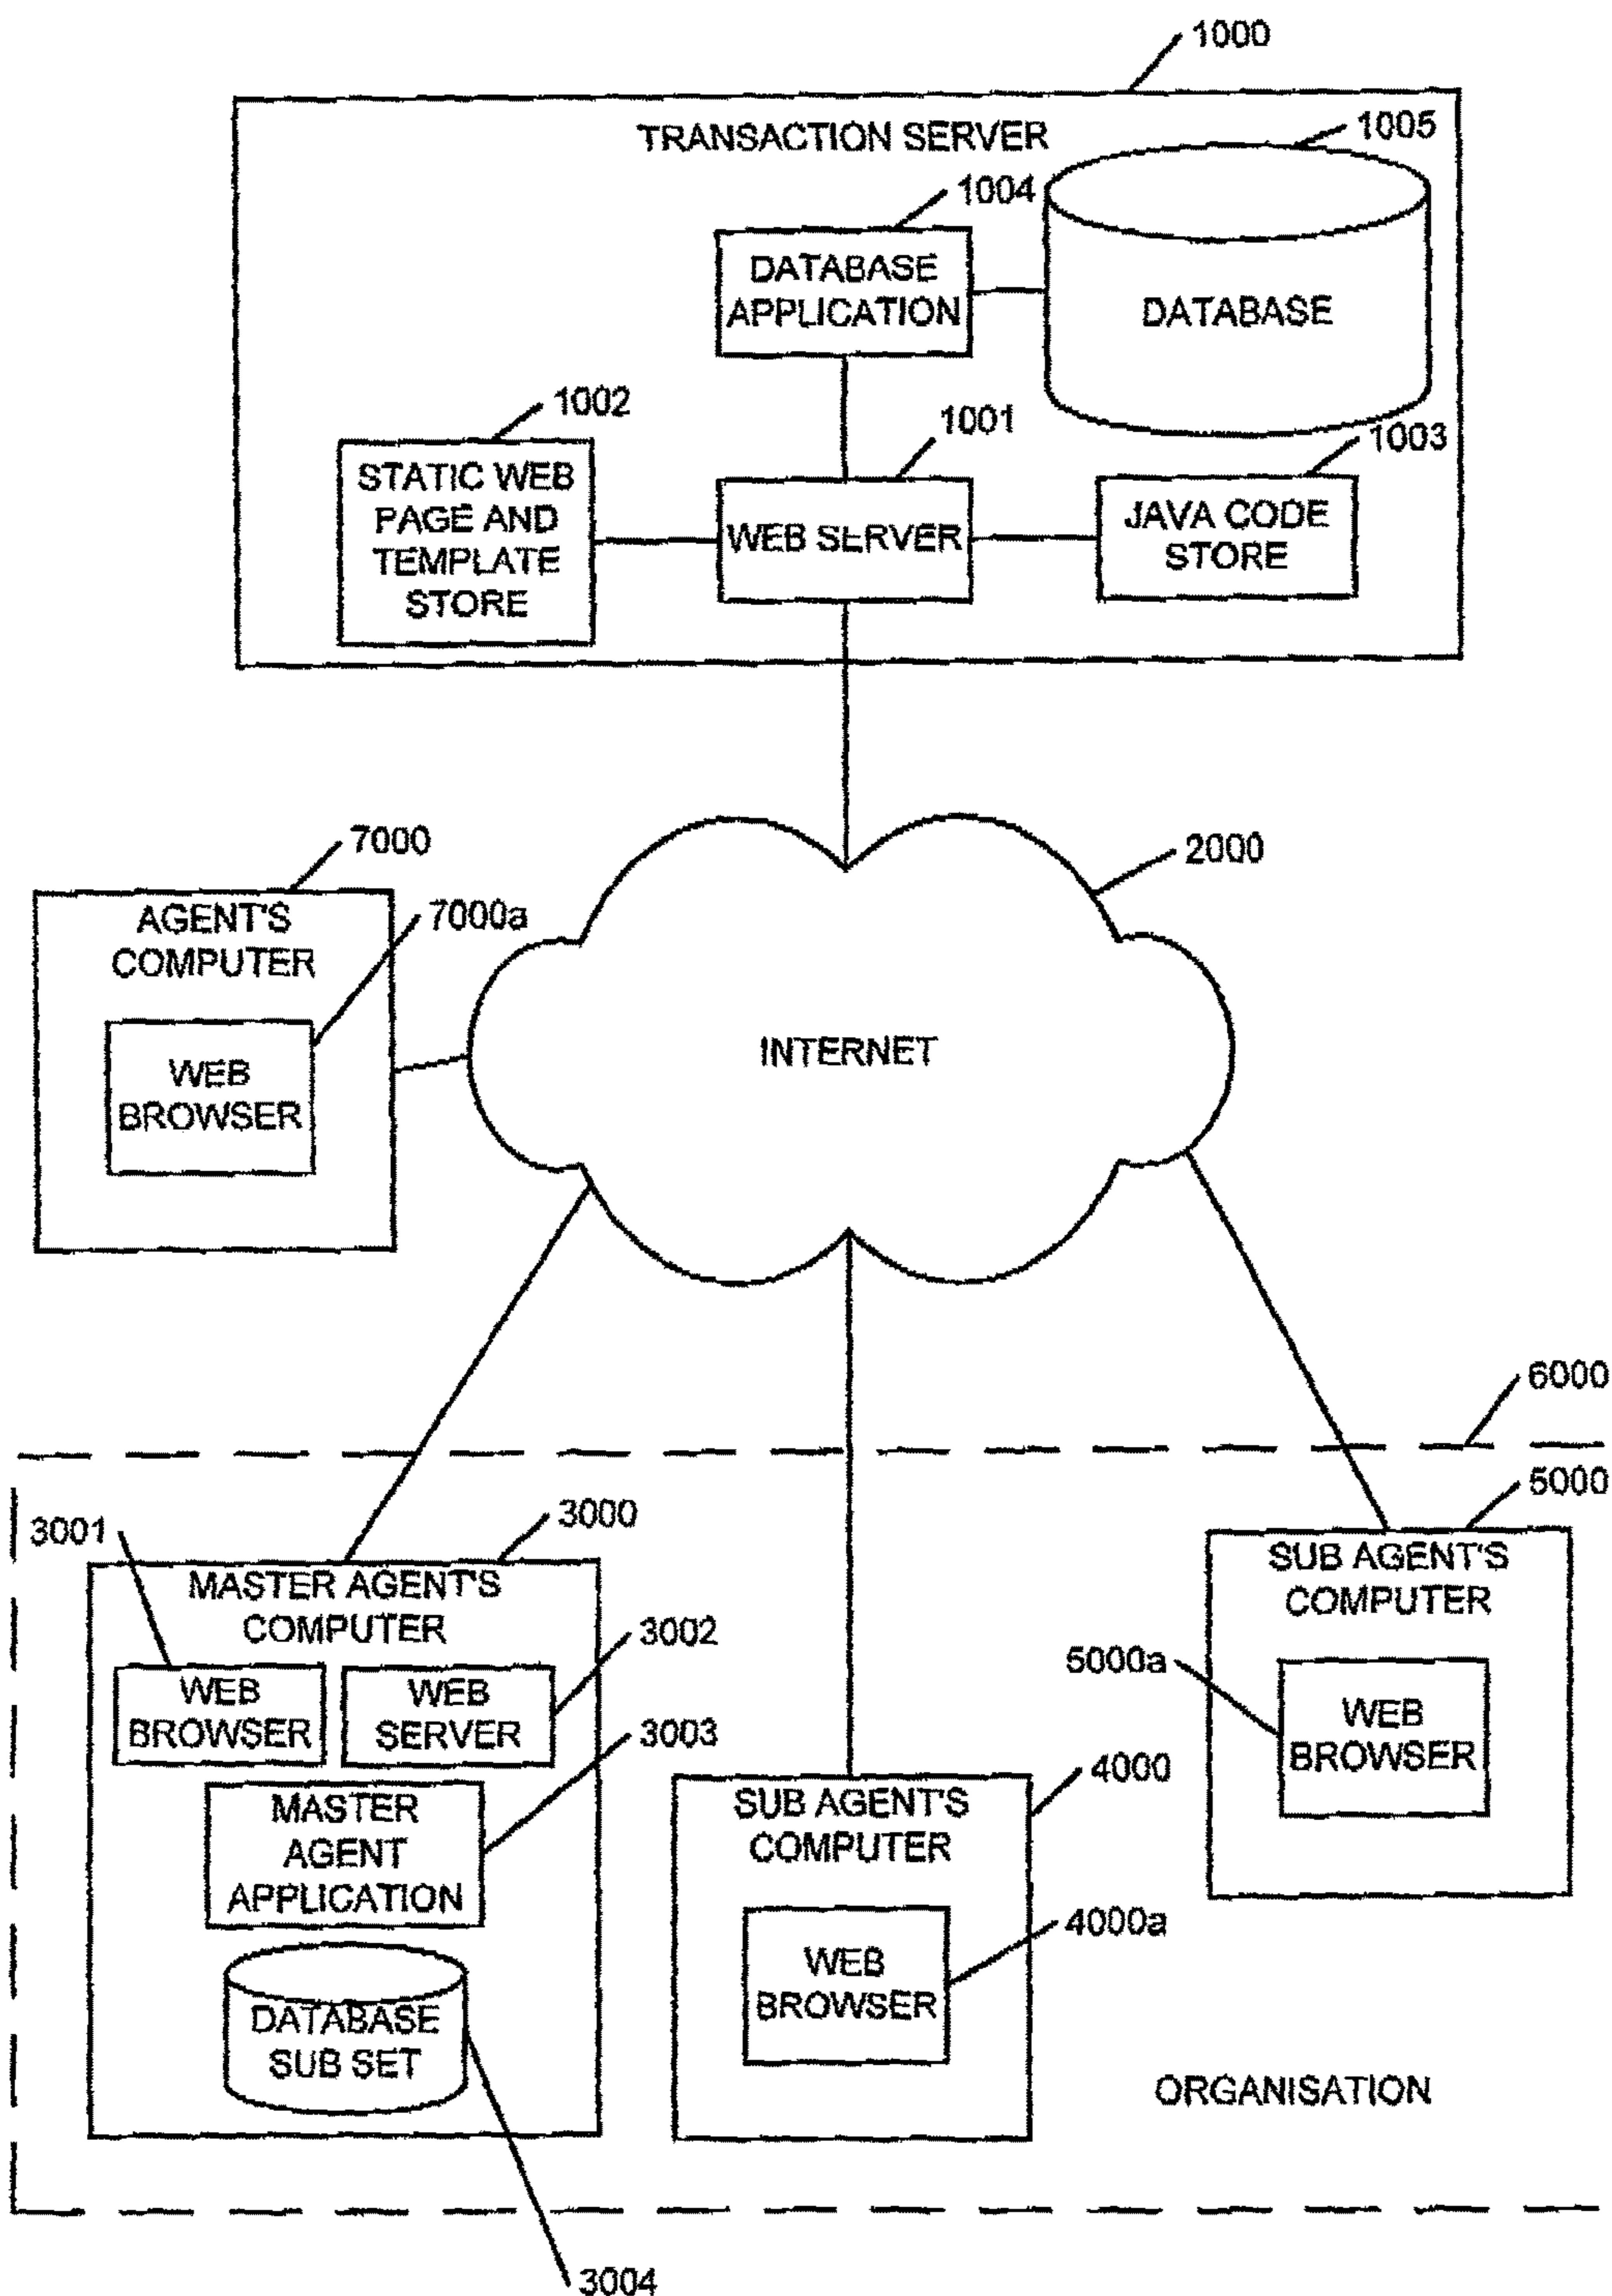 1000
TRANSACTION SERVER
1005
1004
DATABASE
APPLICATION
DATABASE
1002
1001
1003
STATIC WEB
PAGE AND
TEMPLATE
STORE
WEB SERVER
JAVA CODE
STORE
7000
2000
AGENT'S
COMPUTER
7000a
WEB
BROWSER
INTERNET
6000
5000
3001
3000
MASTER AGENT'S
COMPUTER
SUB AGENT'S
COMPUTER
3002
WEB
BROWSER
WEB
SERVER
5000a
WEB
BROWSER
3003
MASTER
AGENT
APPLICATION
4000
SUB AGENT'S
COMPUTER
4000a
WEB
BROWSER
DATABASE
SUB SET
ORGANISATION
3004